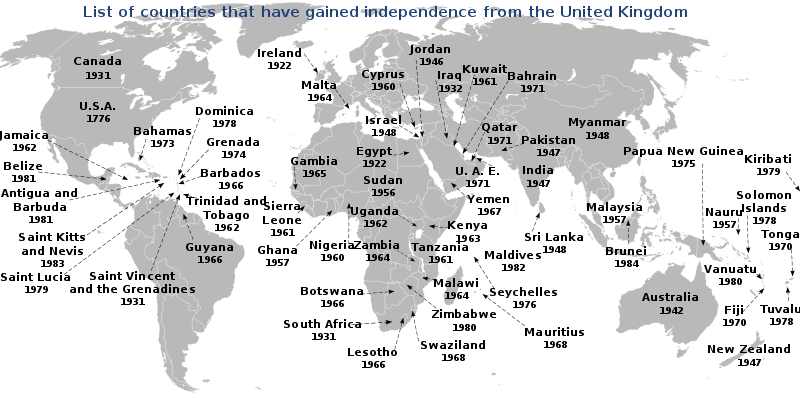 List of countries that have gained independence from the United Kingdom
Canada
1931
U.S.A.
1776
Jamaica
1962
Belize
1981
Antigua and
Barbuda
1981
Saint Kitts
and Nevis
1983
Saint Lucia
1979
Saint Vincent
and the Grenadines
1931
Bahamas
1973
Dominica
1978
Grenada
1974
Barbados
1966
Trinidad and
Tobago
1962
Guyana
1966
Ireland
1922
Malta
1964
Cyprus
1960
Israel
1948
Jordan
1946
Iraq
1932
Kuwait
1961
Bahrain
1971
Qatar
1971
U. A. E.
1971
Pakistan
1947
Yemen
1967
Egypt
1922
Sudan
1956
Gambia
1965
Sierra
Leone
1961
Ghana
1957
Nigeria
1960
Uganda
1962
Kenya
1963
Zambia
1964
Tanzania
1961
Malawi
1964
Botswana
1966
Zimbabwe
1980
South Africa
1931
Lesotho
1966
Swaziland
1968
Maldives
1982
Seychelles
1976
Mauritius
1968
India
1947
Sri Lanka
1948
Myanmar
1948
Malaysia
1957
Brunei
1984
Papua New Guinea
1975
Kiribati
1979
Solomon
Islands
1978
Nauru
1957
Tonga
1970
Vanuatu
1980
Fiji
1970
Tuvalu
1978
Australia
1942
New Zealand
1947